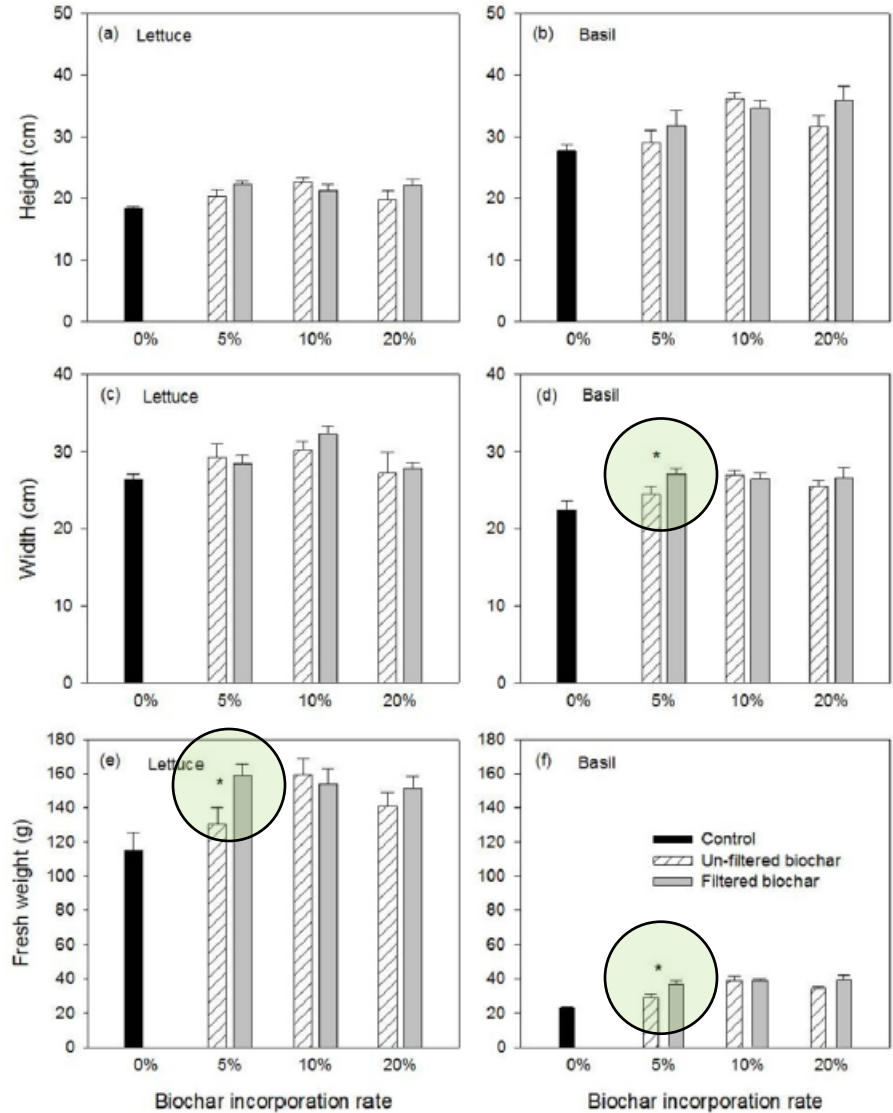 (a) Lettuce
Height (cm)
50
40
30
20
10
0
0% 5% 10% 20%
(b) Basil
50
40
30
20
10
0
0% 5% 10% 20%
(c) Lettuce
Width (cm)
40
30
20
10
0
0% 5% 10% 20%
(d) Basil
40
30
20
10
0
*
0% 5% 10% 20%
(e) Lettuce
Fresh weight (g)
180
160
140
120
100
80
60
40
20
0
*
0% 5% 10% 20%
Biochar incorporation rate
(f) Basil
180
160
140
120
100
80
60
40
20
0
Control
Un-filtered biochar
Filtered biochar
*
0% 5% 10% 20%
Biochar incorporation rate